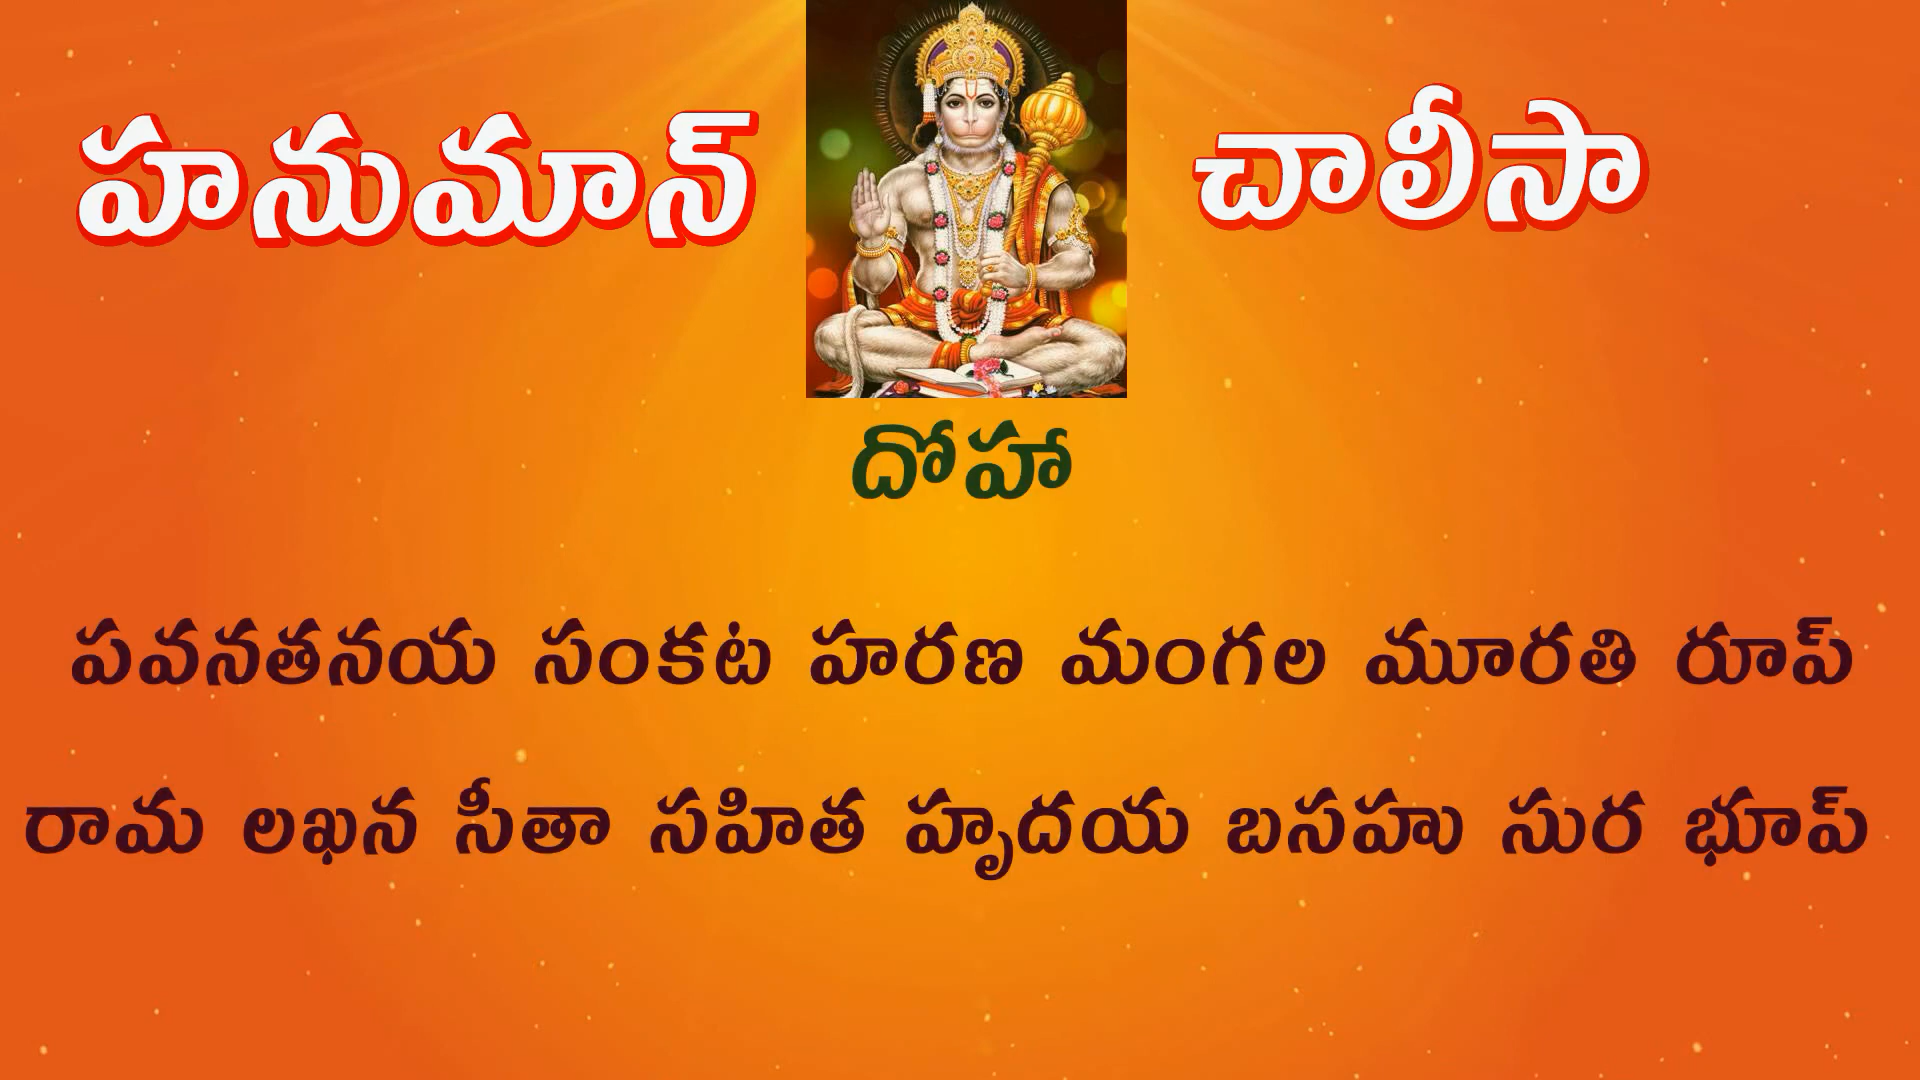 హనుమాన్ చాలీసా
దోహా
పవనతనయ సంకట హరణ మంగల మూరతి రూప్
రామ లఖన సీతా సహిత హృదయ బసహు సుర భూప్